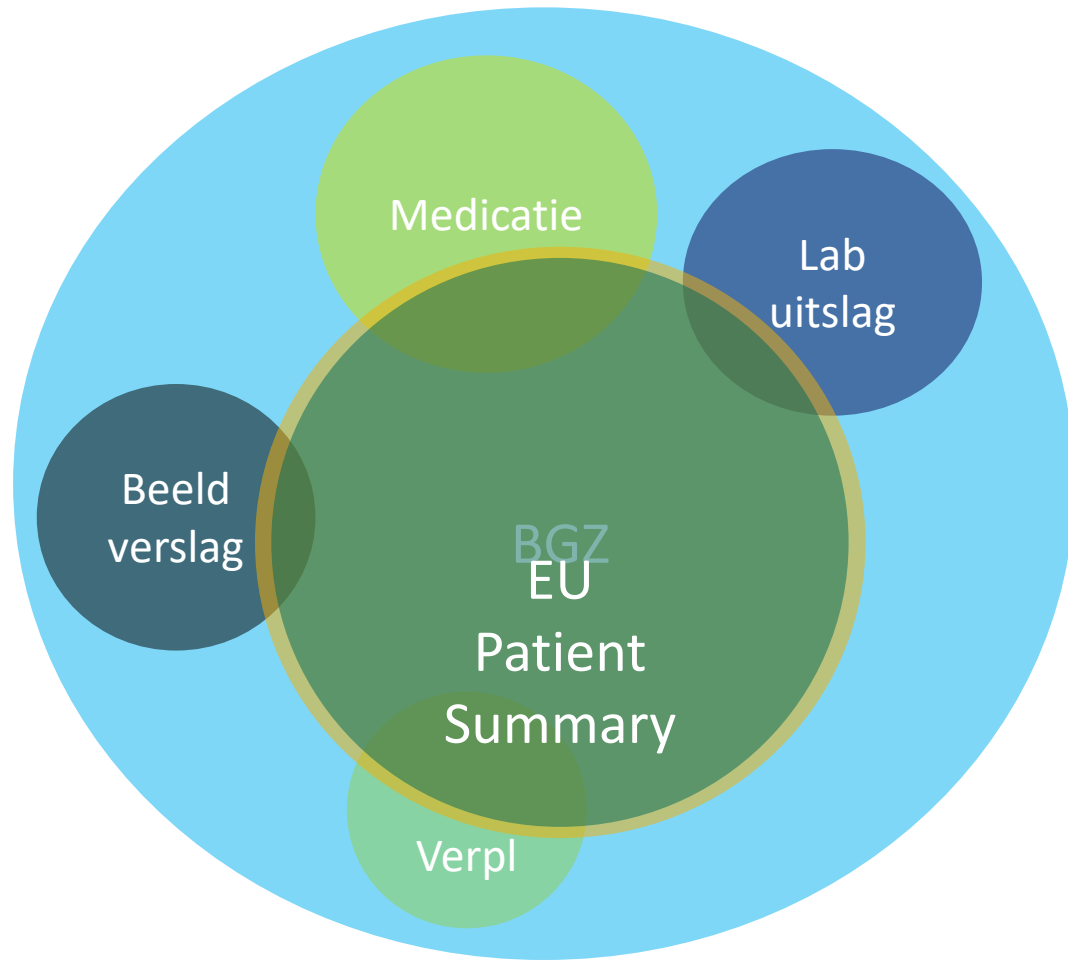 Medicatie
Lab
uitslag
Beeld
verslag
BGZ
EU
Patient
Summary
Verpl